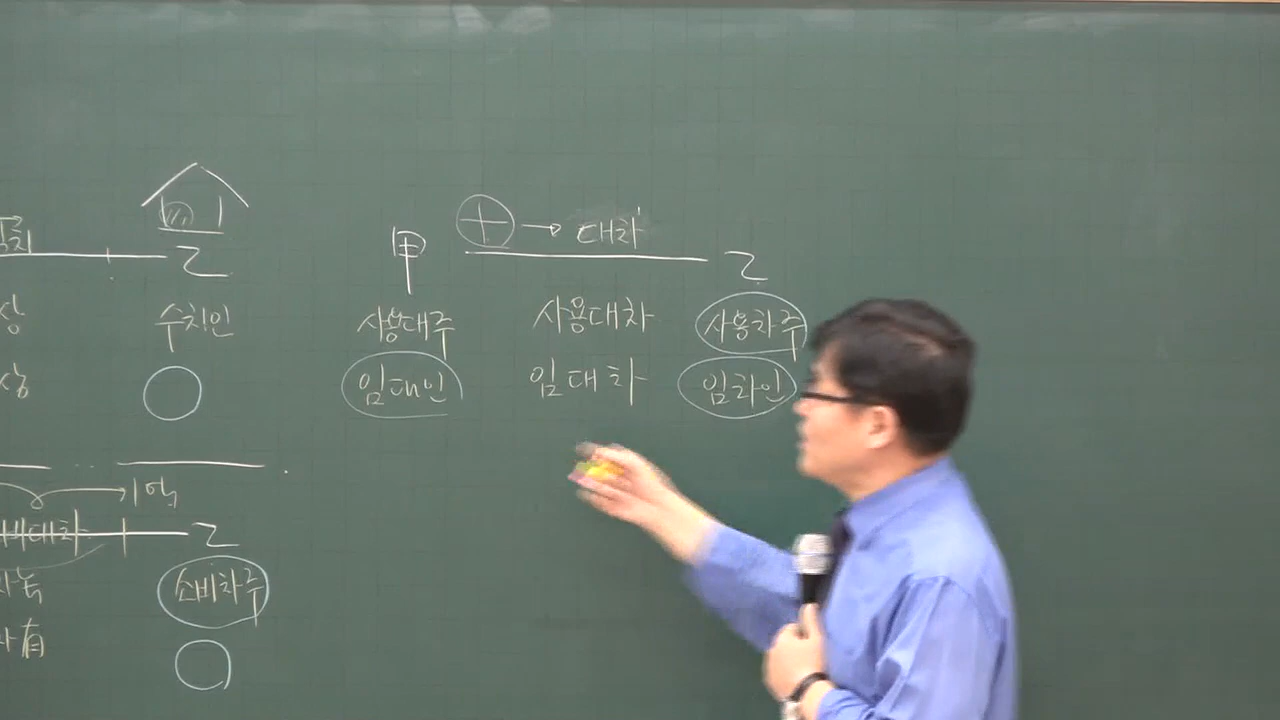 乙
수치인
1억
乙
소비차주
甲 + → 대차 乙
사용대주 사용대차 사용차주
임대인 임대차 임차인